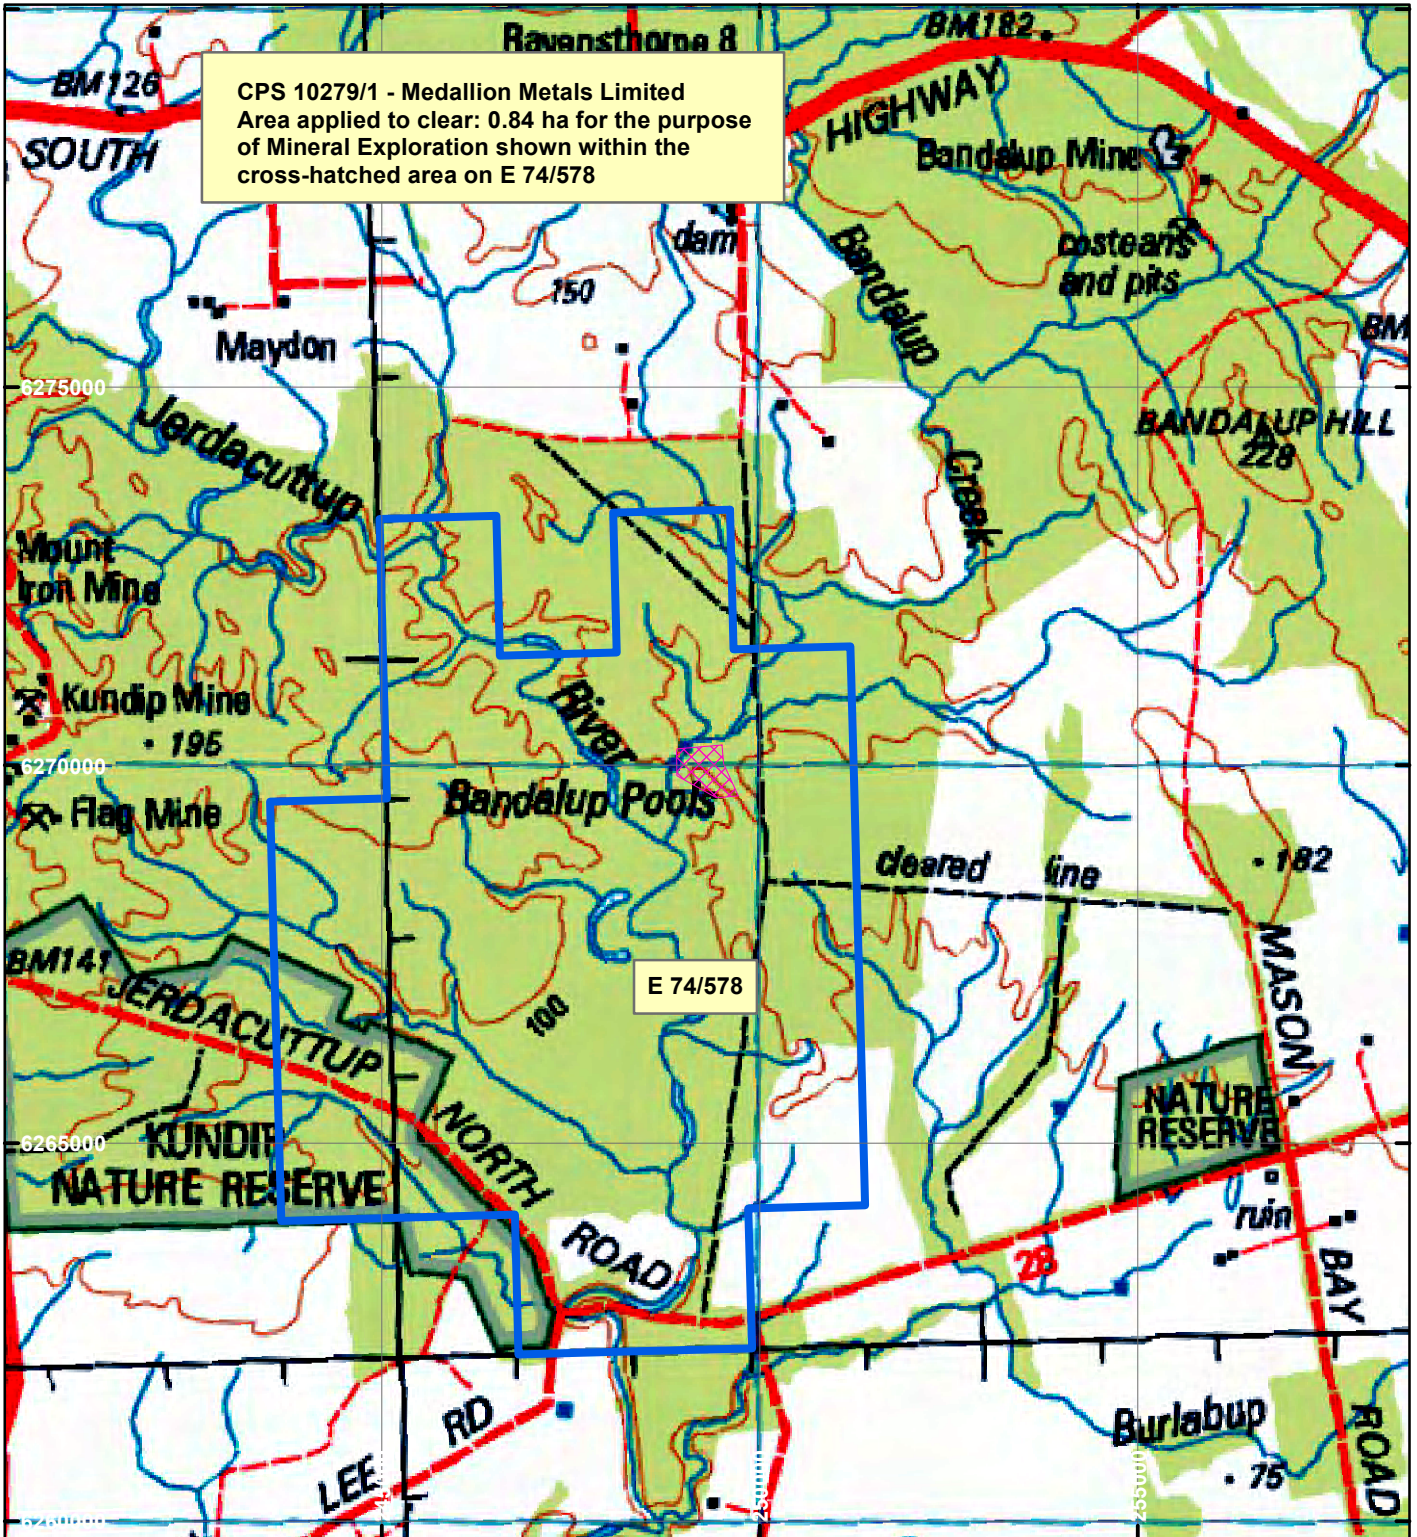 Ravensthorpe 8
BM182
BM126
CPS 10279/1 - Medallion Metals Limited
Area applied to clear: 0.84 ha for the purpose
of Mineral Exploration shown within the
cross-hatched area on E 74/578
HIGHWAY
SOUTH
Bandalup Mine
dam
costeans
and pits
150
Bandalup
Creek
Maydon
BM
6275000
Jerdacuttup
BANDALUP HILL
228
Mount
Iron Mine
Kundip Mine
195
River
6270000
Bandalup Pools
Flag Mine
cleared line
182
BM141
E 74/578
MASON
JERDACUTTUP
100
NATURE
RESERVE
6265000
KUNDIP
NATURE RESERVE
NORTH
ROAD
ruin
28
BAY
LEE RD
Burlabup
75
ROAD
250000
255000
6260000